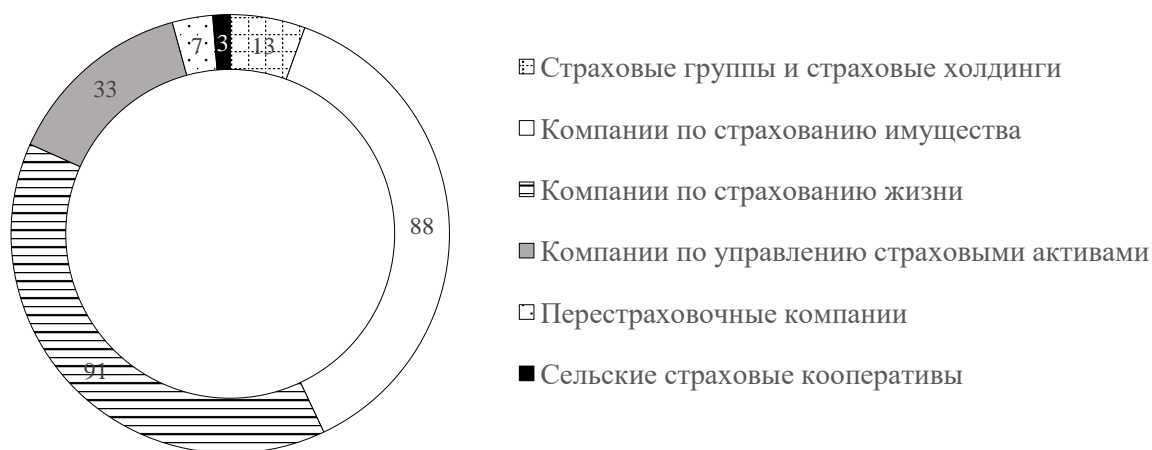 13
88
91
33
7
3
Страховые группы и страховые холдинги
Компании по страхованию имущества
Компании по страхованию жизни
Компании по управлению страховыми активами
Перестраховочные компании
Сельские страховые кооперативы